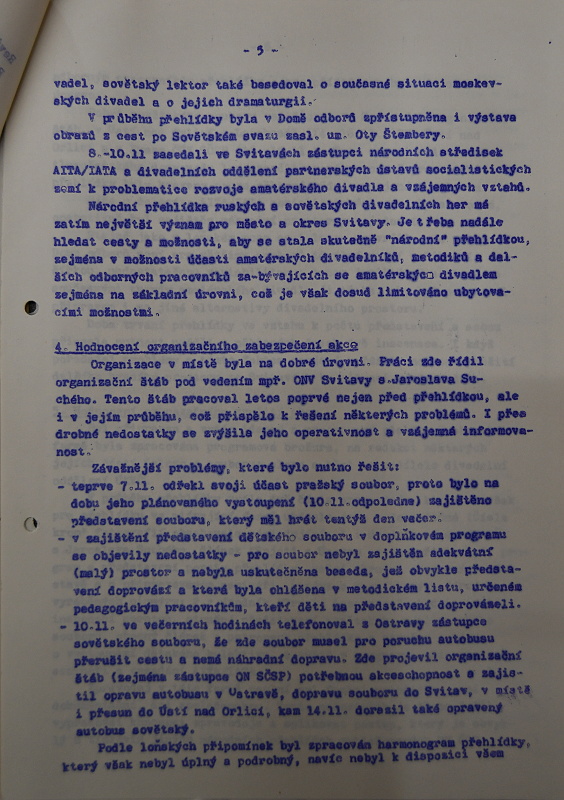 - 5 -
vadel, sovětský lektor také besedoval o současné situaci moskev-
ských divadel a o jejich dramaturgii.
V průběhu přehlídky byla v Domě odborů zpřístupněna i výstava
obrazů z cest po Sovětském svazu zasl. um. Oty Štembery.
8.-10.11 zasedali ve Svitavách zástupci národních středisek
AITA/IATA a divadelních oddělení partnerských ústavů socialistických
zemí k problematice rozvoje amatérského divadla a vzájemných vztahů.
Národní přehlídka ruských a sovětských divadelních her má
zatím největší význam pro město a okres Svitavy. Je třeba nadále
hledat cesty a možnosti, aby se stala skutečně "národní" přehlídkou,
zejména v možnosti účasti amatérských divadelníků, metodiků a dal-
ších odborných pracovníků za-bývajících se amatérským divadlem
zejména na základní úrovni, což je však dosud limitováno ubytova-
cími možnostmi.
4. Hodnocení organizačního zabezpečení akce
Organizace v místě byla na dobré úrovni. Práci zde řídil
organizační štáb pod vedením mpř. ONV Svitavy s.Jaroslava Su-
chého. Tento štáb pracoval letos poprvé nejen před přehlídkou, ale
i v jejím průběhu, což přispělo k řešení některých problémů. I přes
drobné nedostatky se zvýšila jeho operativnost a vzájemná informova-
nost.
Závažnější problémy, které bylo nutno řešit:
- teprve 7.11. odřekl svoji účast pražský soubor, proto bylo na
dobu jeho plánovaného vystoupení (10.11.odpoledne) zajištěno
představení souboru, který měl hrát tentýž den večer.
- v zajištění představení dětského souboru v doplňkovém programu
se objevily nedostatky - pro soubor nebyl zajištěn adekvátní
(malý) prostor a nebyla uskutečněna beseda, jež obvykle předsta-
vení doprovází a která byla ohlášena v metodickém listu, určeném
pedagogickým pracovníkům, kteří děti na představení doprovázeli.
- 10.11. ve večerních hodinách telefonoval z Ostravy zástupce
sovětského souboru, že zde soubor musel pro poruchu autobusu
přerušit cestu a nemá náhradní dopravu. Zde projevil organizační
štáb (zejména zástupce ON SČSP) potřebnou akceschopnost a zajis-
til opravu autobusu v Ostravě, dopravu souboru do Svitav, v místě
i přesun do Ústí nad Orlicí, kam 14.11. dorazil také opravený
autobus sovětský.
Podle loňských připomínek byl zpracován harmonogram přehlídky,
který však nebyl úplný a podrobný, navíc nebyl k dispozici všem